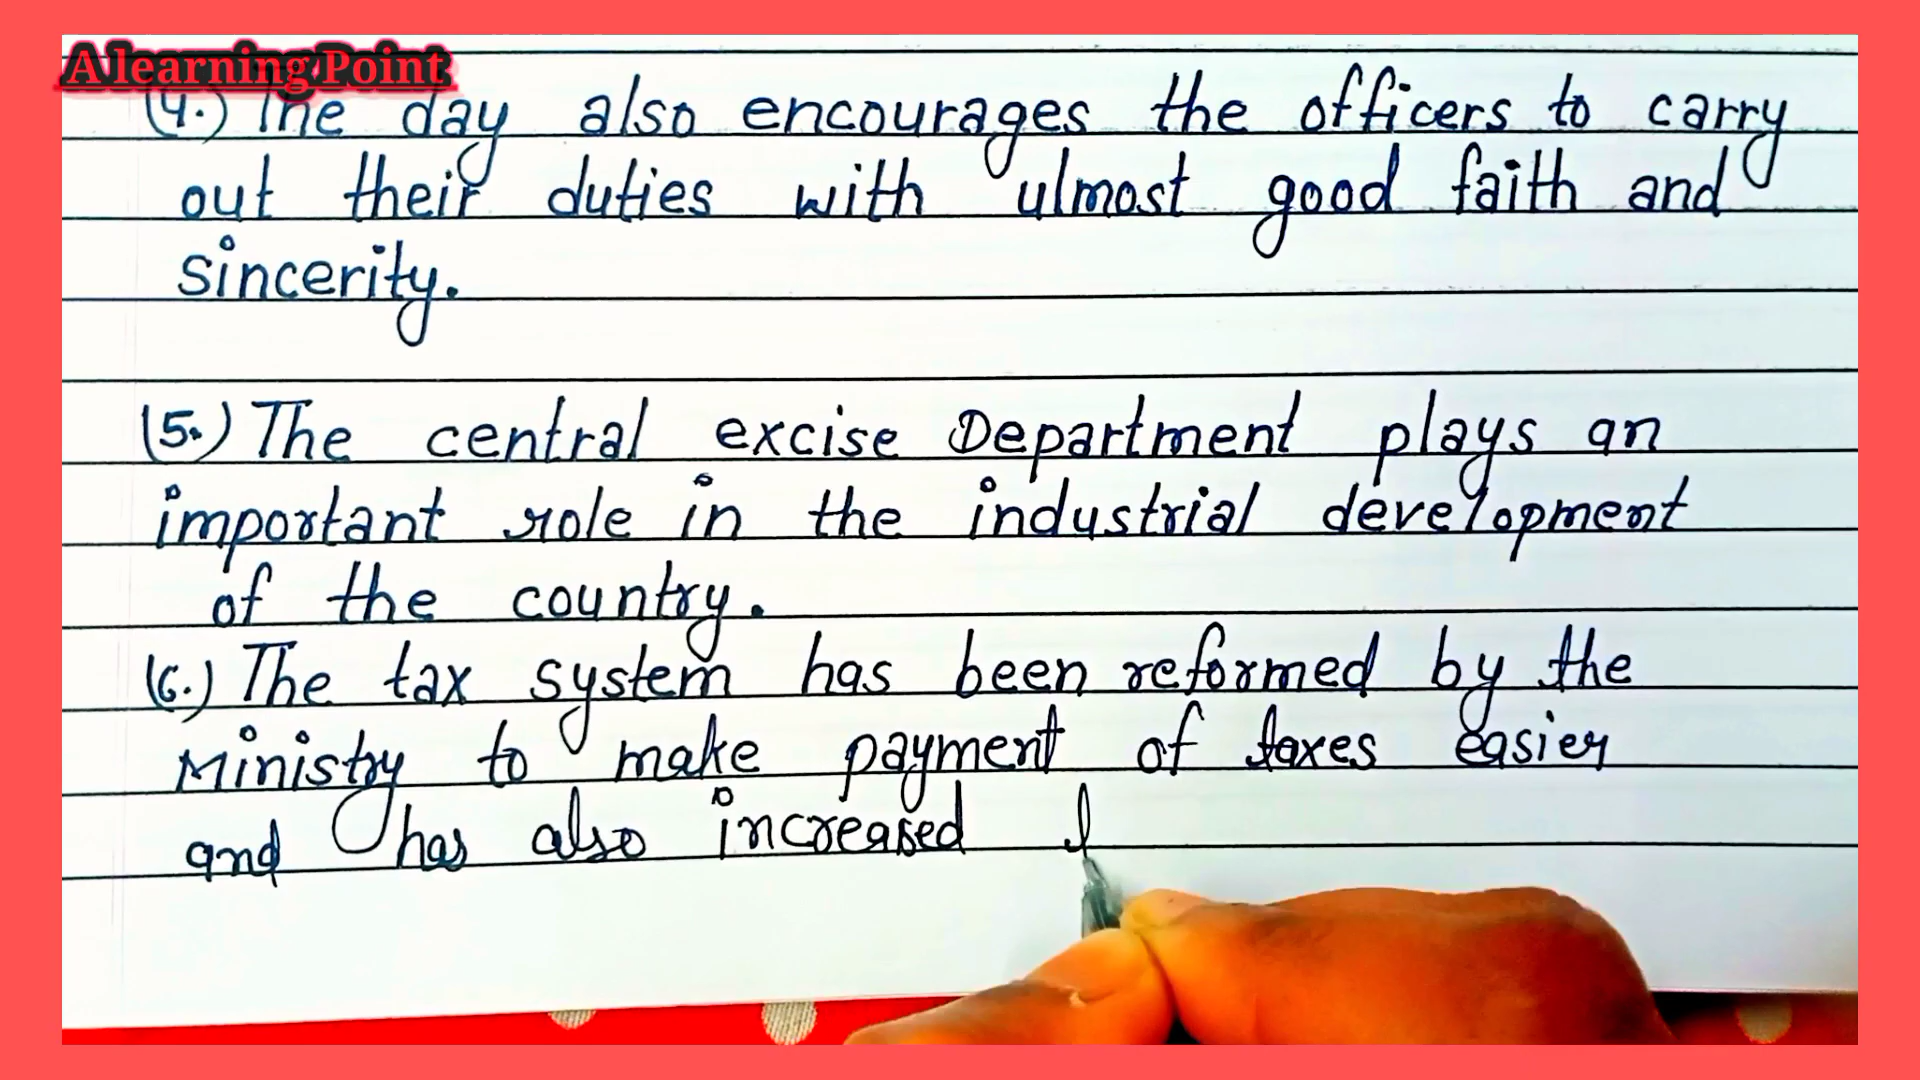 A learning Point
(4.) The day also encourages the officers to carry
out their duties with ulmost good faith and
sincerity.
(5.) The central excise Department plays an
important role in the industrial development
of the country.
(6.) The tax system has been reformed by the
Ministry to make payment of taxes easier
and has also increased